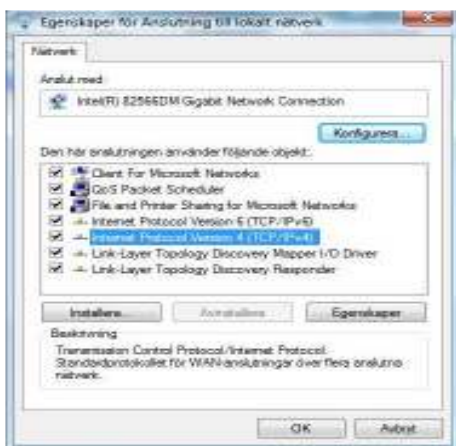 Egenskaper för Anslutning till lokalt nätverk
Nätverk
Anslut med:
Intel(R) 82566DM Gigabit Network Connection
Konfigurera...
Den här anslutningen använder följande objekt:
Client For Microsoft Networks
QoS Packet Scheduler
File and Printer Sharing for Microsoft Networks
Internet Protocol Version 6 (TCP/IPv6)
Internet Protocol Version 4 (TCP/IPv4)
Link-Layer Topology Discovery Mapper I/O Driver
Link-Layer Topology Discovery Responder
Installera...
Avinstallera
Egenskaper
Beskrivning
Transmission Control Protocol/Internet Protocol.
Standardprotokollet för WAN-anslutningar över flera anslutna
nätverk.
OK
Avbryt